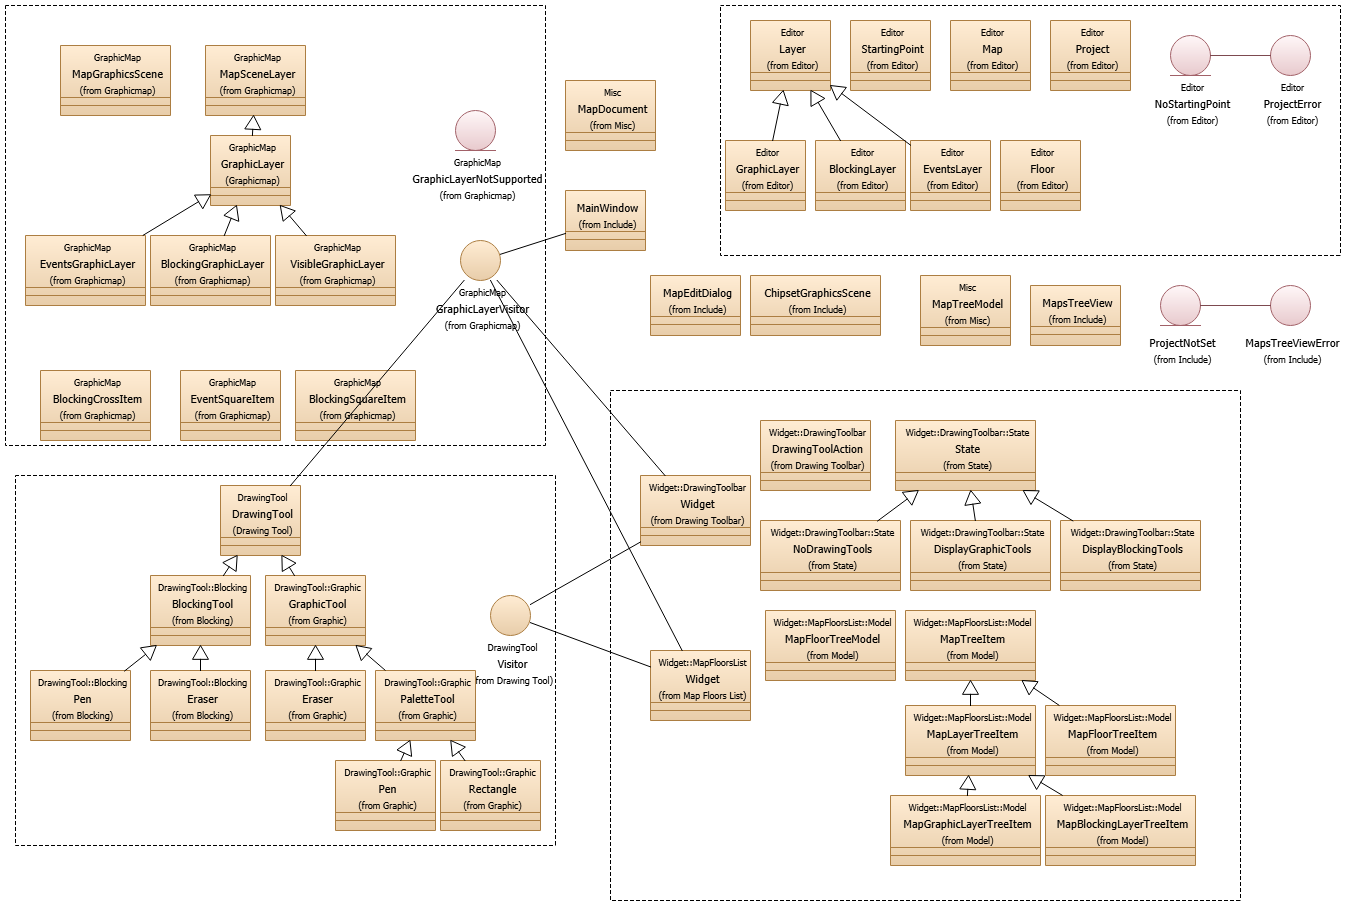 GraphicMap
MapGraphicsScene
(from Graphicmap)
GraphicMap
MapSceneLayer
(from Graphicmap)
GraphicMap
GraphicLayer
(Graphicmap)
GraphicMap
EventsGraphicLayer
(from Graphicmap)
GraphicMap
BlockingGraphicLayer
(from Graphicmap)
GraphicMap
VisibleGraphicLayer
(from Graphicmap)
GraphicMap
GraphicLayerNotSupported
(from Graphicmap)
GraphicMap
GraphicLayerVisitor
(from Graphicmap)
GraphicMap
BlockingCrossItem
(from Graphicmap)
GraphicMap
EventSquareItem
(from Graphicmap)
GraphicMap
BlockingSquareItem
(from Graphicmap)
Misc
MapDocument
(from Misc)
MainWindow
(from Include)
Editor
Layer
(from Editor)
Editor
StartingPoint
(from Editor)
Editor
Map
(from Editor)
Editor
Project
(from Editor)
Editor
NoStartingPoint
(from Editor)
Editor
ProjectError
(from Editor)
Editor
GraphicLayer
(from Editor)
Editor
BlockingLayer
(from Editor)
Editor
EventsLayer
(from Editor)
Editor
Floor
(from Editor)
MapEditDialog
(from Include)
ChipsetGraphicsScene
(from Include)
Misc
MapTreeModel
(from Misc)
MapsTreeView
(from Include)
ProjectNotSet
(from Include)
MapsTreeViewError
(from Include)
DrawingTool
DrawingTool
(Drawing Tool)
DrawingTool::Blocking
BlockingTool
(from Blocking)
DrawingTool::Graphic
GraphicTool
(from Graphic)
DrawingTool::Blocking
Pen
(from Blocking)
DrawingTool::Blocking
Eraser
(from Blocking)
DrawingTool::Graphic
Eraser
(from Graphic)
DrawingTool::Graphic
PaletteTool
(from Graphic)
DrawingTool::Graphic
Pen
(from Graphic)
DrawingTool::Graphic
Rectangle
(from Graphic)
DrawingTool
Visitor
from Drawing Tool)
Widget::DrawingToolbar
Widget
(from Drawing Toolbar)
Widget::MapFloorsList
Widget
(from Map Floors List)
Widget::DrawingToolbar
DrawingToolAction
(from Drawing Toolbar)
Widget::DrawingToolbar::State
State
(from State)
Widget::DrawingToolbar::State
NoDrawingTools
(from State)
Widget::DrawingToolbar::State
DisplayGraphicTools
(from State)
Widget::DrawingToolbar::State
DisplayBlockingTools
(from State)
Widget::MapFloorsList::Model
MapFloorTreeModel
(from Model)
Widget::MapFloorsList::Model
MapTreeItem
(from Model)
Widget::MapFloorsList::Model
MapLayerTreeItem
(from Model)
Widget::MapFloorsList::Model
MapFloorTreeItem
(from Model)
Widget::MapFloorsList::Model
MapGraphicLayerTreeItem
(from Model)
Widget::MapFloorsList::Model
MapBlockingLayerTreeItem
(from Model)